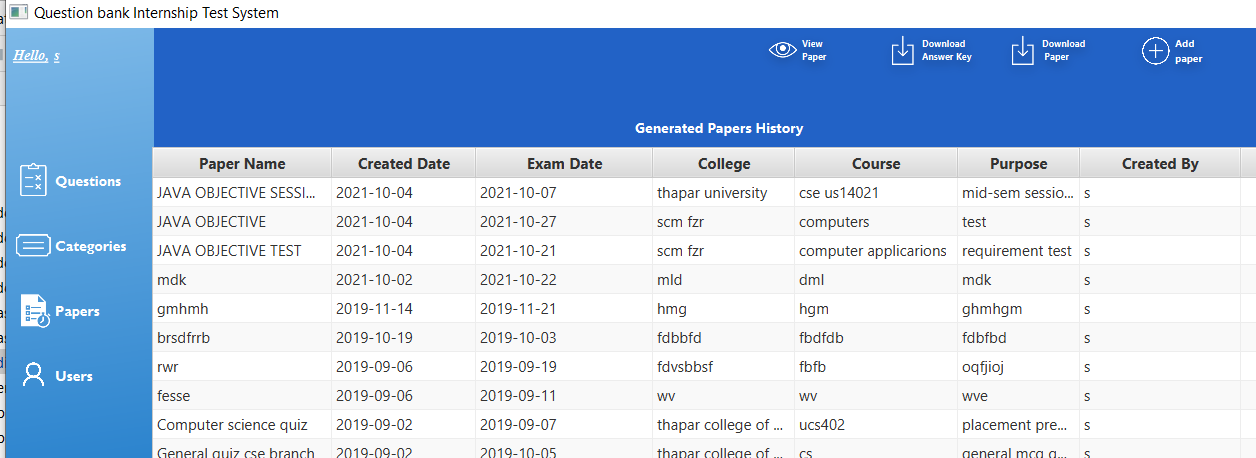 Question bank Internship Test System
Hello, s
View Paper
Download Answer Key
Download Paper
Add paper
Generated Papers History
Questions
Categories
Papers
Users
Paper Name Created Date Exam Date College Course Purpose Created By
JAVA OBJECTIVE SESSI... 2021-10-04 2021-10-07 thapar university cse us14021 mid-sem sessio... s
JAVA OBJECTIVE 2021-10-04 2021-10-27 scm fzr computers test s
JAVA OBJECTIVE TEST 2021-10-04 2021-10-21 scm fzr computer applicarions requirement test s
mdk 2021-10-02 2021-10-22 mld dml mdk s
gmhmh 2019-11-14 2019-11-21 hmg hgm ghmhgm s
brsdfrrb 2019-10-19 2019-10-03 fdbbfd fbdfdb fdbfbd s
rwr 2019-09-06 2019-09-19 fdvsbbsf fbfb oqfjioj s
fesse 2019-09-06 2019-09-11 wv wv wve s
Computer science quiz 2019-09-02 2019-09-07 thapar college of ... ucs402 placement pre... s
General quiz cse branch 2019-09-02 2019-10-05 thapar college of ... cs general mcq q... s